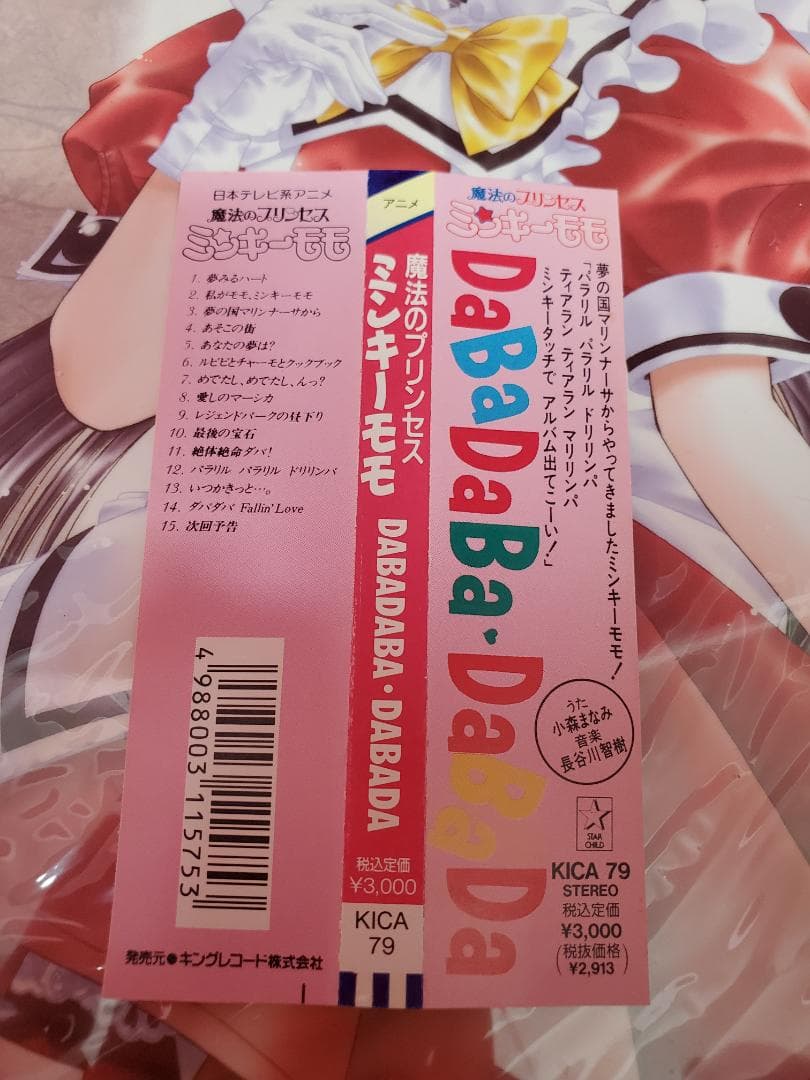 日本テレビ系アニメ
魔法のプリンセス
ミンキーモモ
1. 夢みるハート
2. 私がモモ、ミンキーモモ
3. 夢の国マリンナーサから
4. あそこの街
5. あなたの夢は?
6. ルピピとチャーモとクックブック
7. めでたし、めでたし、んっ?
8. 愛しのマーシカ
9. レジェンドパークの昼下り
10. 最後の宝石
11. 絶体絶命ダバ!
12. パラリル パラリル ドリリンパ
13. いつかきっと…。
14. ダバダバ Fallin' Love
15. 次回予告
4988003115753
発売元●キングレコード株式会社
アニメ
魔法のプリンセス
ミンキーモモ
DABADABA・DABADA
税込定価
¥3,000
KICA
79
魔法のプリンセス
ミンキーモモ
DaBaDaBa♥DaBaDa
夢の国マリンナーサからやってきましたミンキーモモ!
「パラリル パラリル ドリリンパ
ティアラン ティアラン マリリンパ
ミンキータッチで アルバム出てこーい!」
うた
小森まなみ
音楽
長谷川智樹
STAR
CHILD
KICA 79
STEREO
税込定価
¥3,000
(税抜価格
¥2,913)